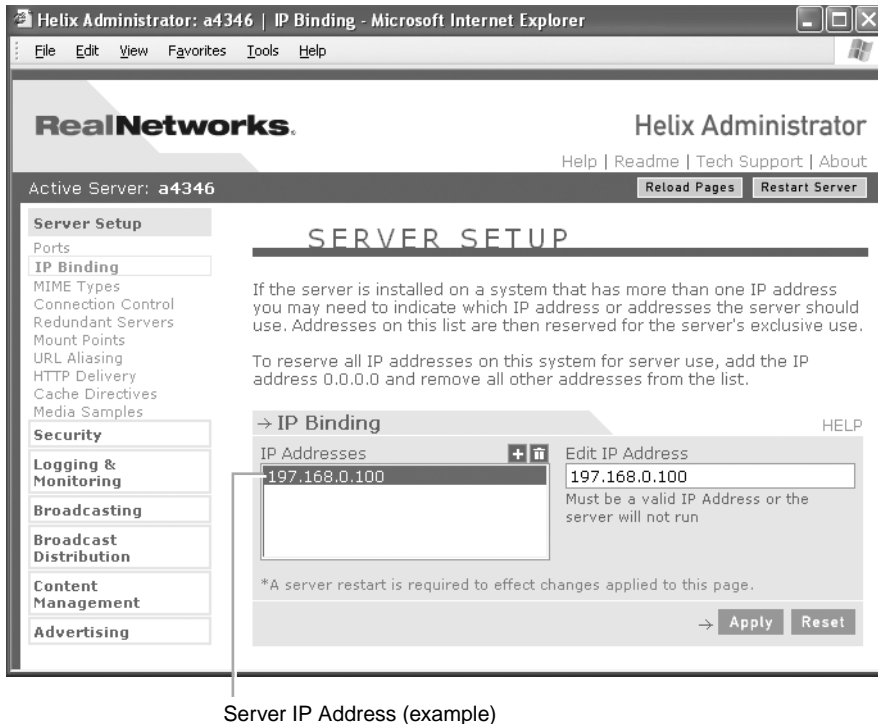 Helix Administrator: a4346 | IP Binding - Microsoft Internet Explorer
File Edit View Favorites Tools Help
RealNetworks.
Helix Administrator
Help | Readme | Tech Support | About
Active Server: a4346
Reload Pages
Restart Server
Server Setup
Ports
IP Binding
MIME Types
Connection Control
Redundant Servers
Mount Points
URL Aliasing
HTTP Delivery
Cache Directives
Media Samples
Security
Logging &
Monitoring
Broadcasting
Broadcast
Distribution
Content
Management
Advertising
SERVER SETUP
If the server is installed on a system that has more than one IP address
you may need to indicate which IP address or addresses the server should
use. Addresses on this list are then reserved for the server's exclusive use.
To reserve all IP addresses on this system for server use, add the IP
address 0.0.0.0 and remove all other addresses from the list.
→ IP Binding
HELP
IP Addresses
197.168.0.100
Edit IP Address
197.168.0.100
Must be a valid IP Address or the
server will not run
*A server restart is required to effect changes applied to this page.
→ Apply Reset
Server IP Address (example)